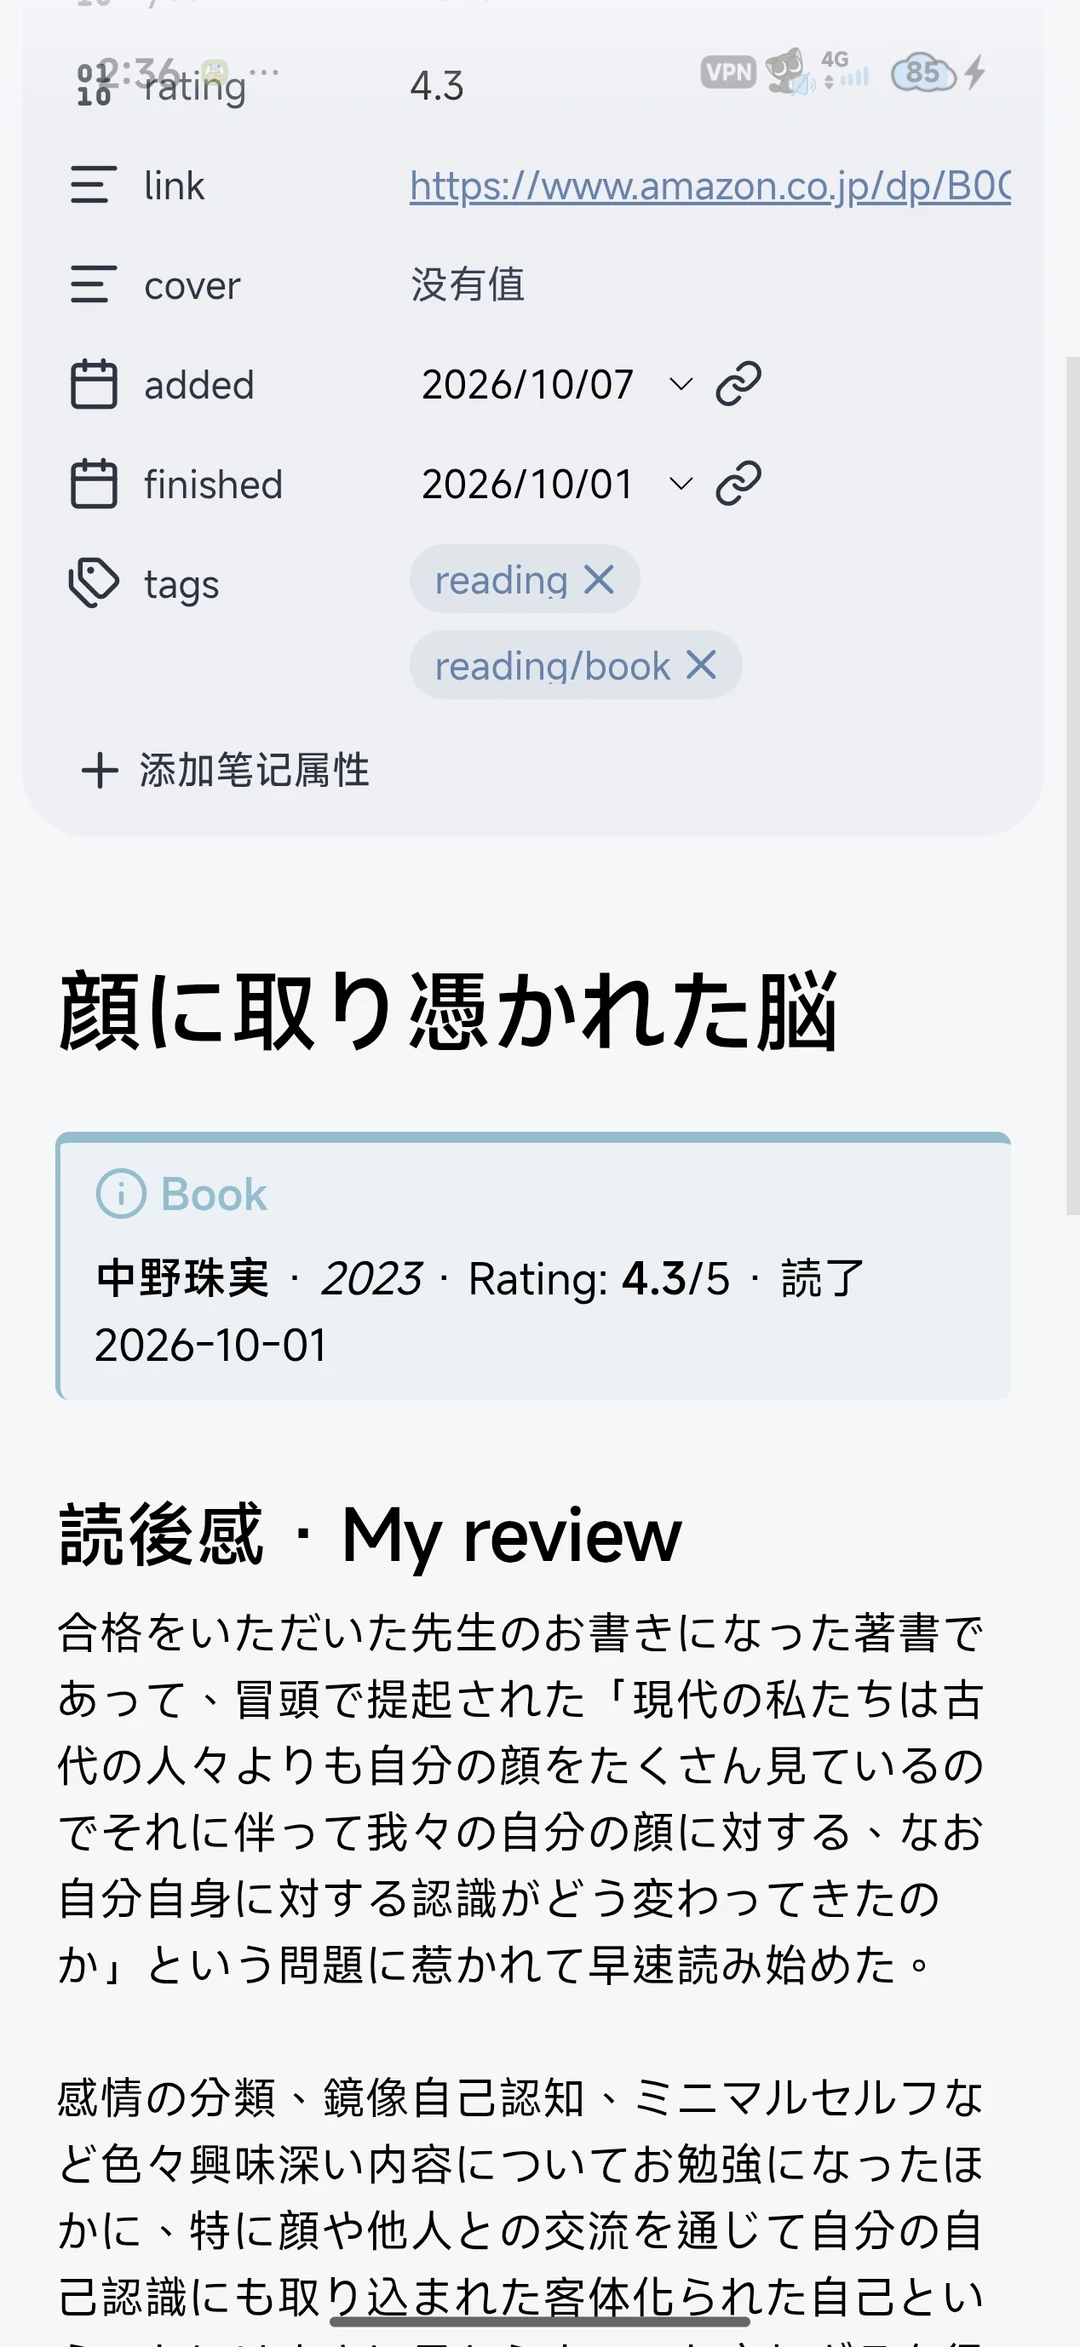 2:36 ... VPN 4G 85
rating 4.3
link https://www.amazon.co.jp/dp/B0
cover 没有值
added 2026/10/07
finished 2026/10/01
tags reading
reading/book
添加笔记属性
顔に取り憑かれた脳
Book
中野珠実 · 2023 · Rating: 4.3/5 · 読了
2026-10-01
読後感 · My review
合格をいただいた先生のお書きになった著書で
あって、冒頭で提起された「現代の私たちは古
代の人々よりも自分の顔をたくさん見ているの
でそれに伴って我々の自分の顔に対する、なお
自分自身に対する認識がどう変わってきたの
か」という問題に惹かれて早速読み始めた。
感情の分類、鏡像自己認知、ミニマルセルフな
ど色々興味深い内容についてお勉強になったほ
かに、特に顔や他人との交流を通じて自分の自
己認識にも取り込まれた客体化られた自己とい